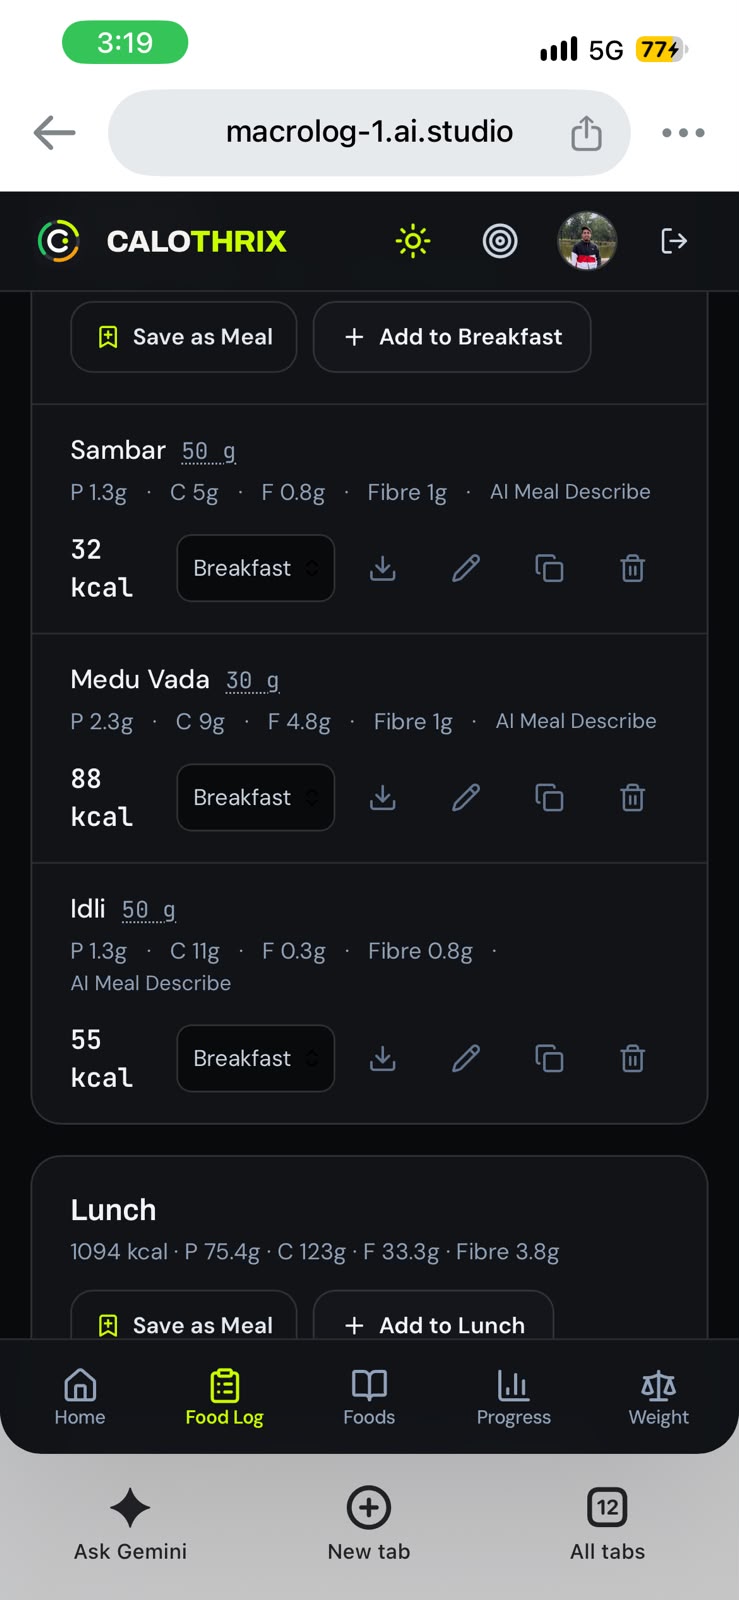 3:19
5G
77
macrolog-1.ai.studio
CALOTHRIX
Save as Meal
+ Add to Breakfast
Sambar 50 g
P 1.3g · C 5g · F 0.8g · Fibre 1g · AI Meal Describe
32
kcal
Breakfast
Medu Vada 30 g
P 2.3g · C 9g · F 4.8g · Fibre 1g · AI Meal Describe
88
kcal
Breakfast
Idli 50 g
P 1.3g · C 11g · F 0.3g · Fibre 0.8g ·
AI Meal Describe
55
kcal
Breakfast
Lunch
1094 kcal · P 75.4g · C 123g · F 33.3g · Fibre 3.8g
Save as Meal
+ Add to Lunch
Home
Food Log
Foods
Progress
Weight
Ask Gemini
New tab
12
All tabs